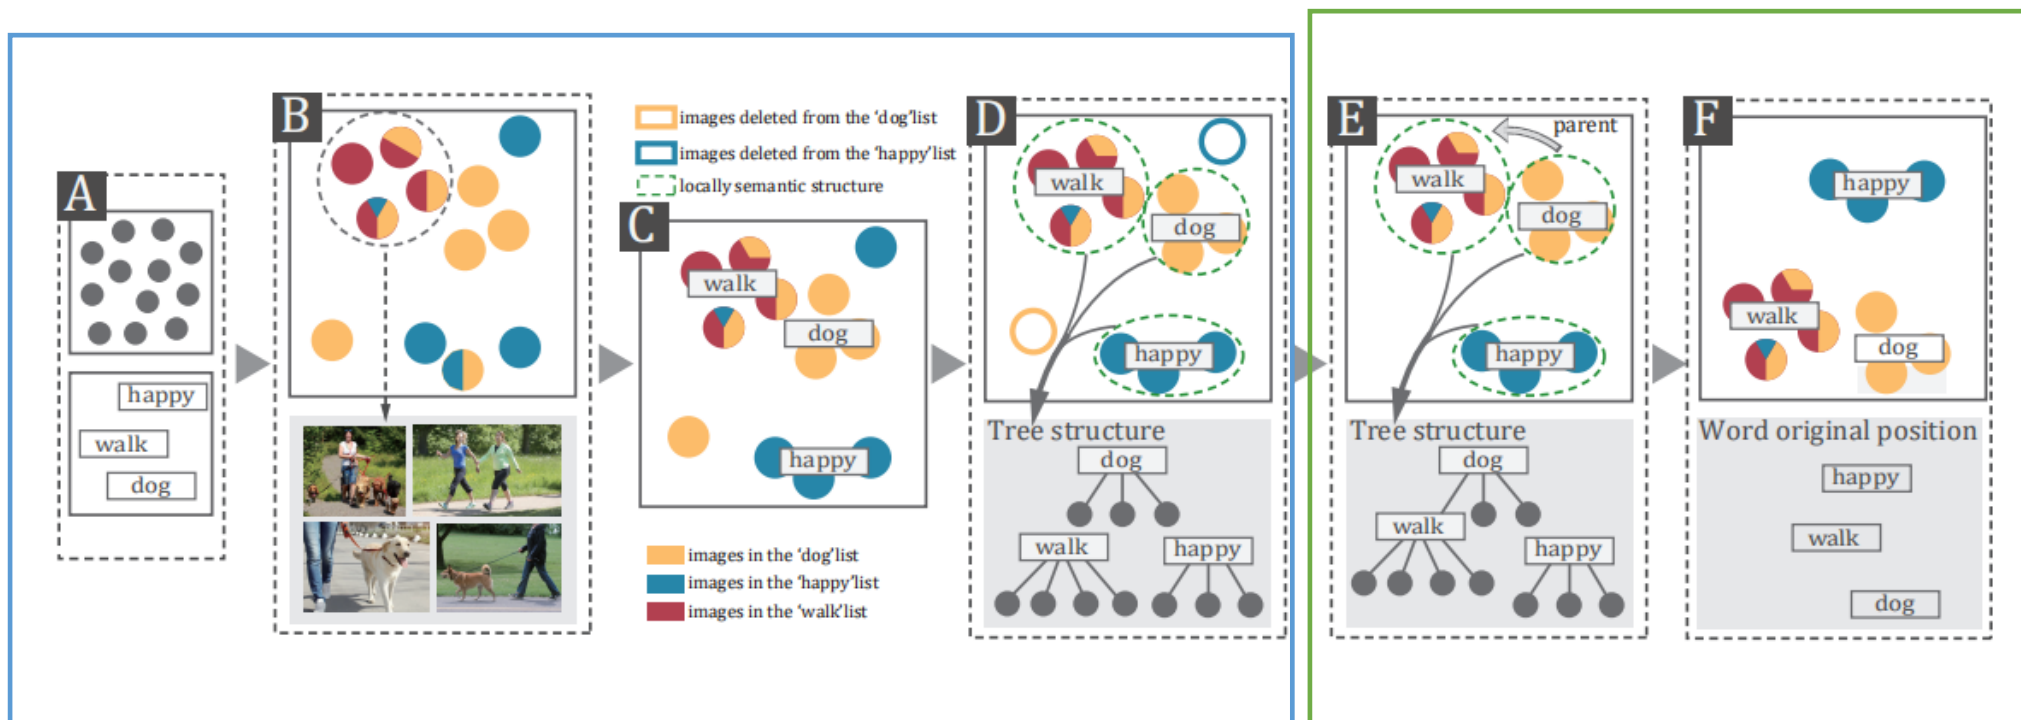 A
happy
walk
dog
B
images deleted from the 'dog'list
images deleted from the 'happy'list
locally semantic structure
C
walk
dog
happy
images in the 'dog'list
images in the 'happy'list
images in the 'walk'list
D
walk
dog
happy
Tree structure
dog
walk
happy
E
parent
walk
dog
happy
Tree structure
dog
walk
happy
F
happy
walk
dog
Word original position
happy
walk
dog